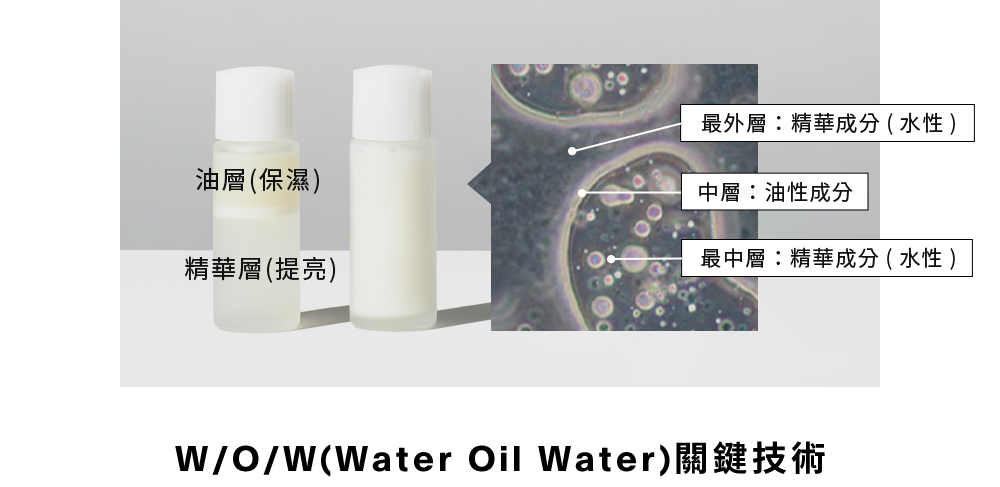 油層(保濕)
精華層(提亮)
最外層：精華成分 ( 水性 )
中層：油性成分
最中層：精華成分 ( 水性 )
W/O/W(Water Oil Water)關鍵技術